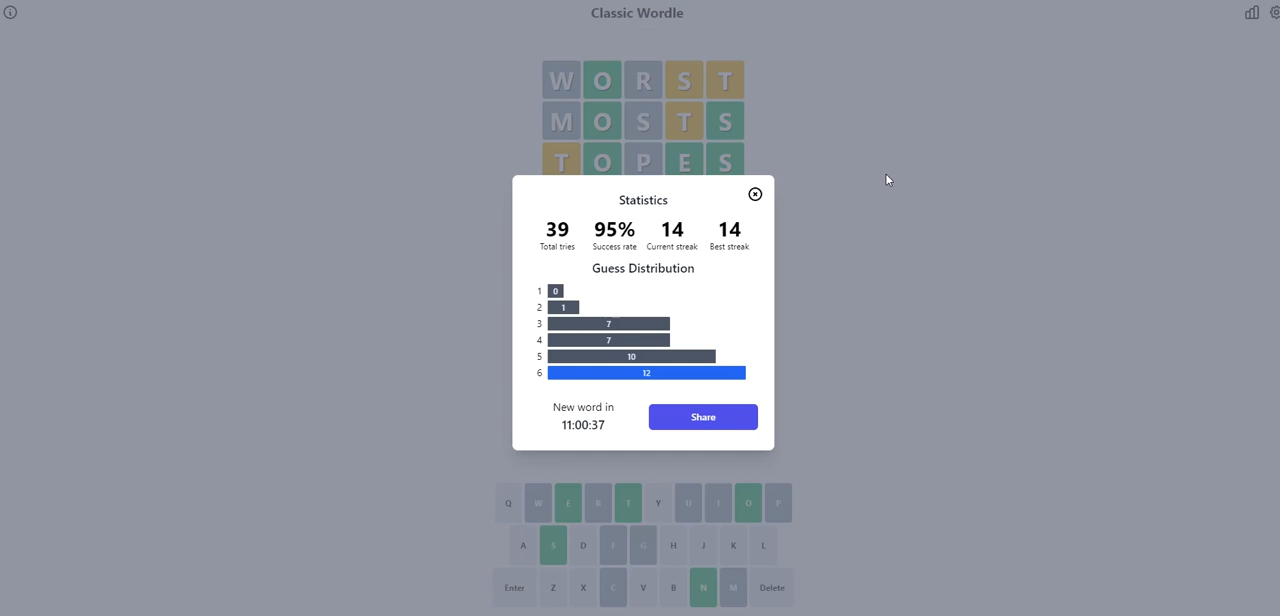 Classic Wordle
W O R S T
M O S T S
T O P E S
Statistics
39 95% 14 14
Total tries Success rate Current streak Best streak
Guess Distribution
1 0
2 1
3 7
4 7
5 10
6 12
New word in
11:00:37
Share
Q W E R T Y U I O P
A S D F G H J K L
Enter Z X C V B N M Delete